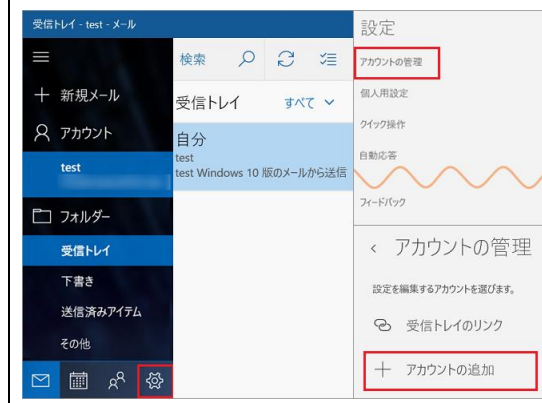 受信トレイ - test - メール
新規メール
アカウント
test
フォルダー
受信トレイ
下書き
送信済みアイテム
その他
検索
受信トレイ すべて
自分
test
test Windows 10 版のメールから送信
設定
アカウントの管理
個人用設定
クイック操作
自動応答
フィードバック
アカウントの管理
設定を編集するアカウントを選びます。
受信トレイのリンク
アカウントの追加